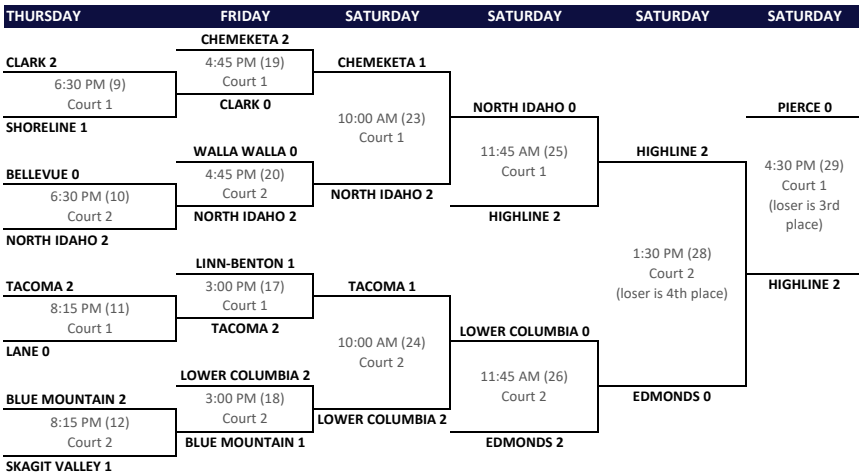 THURSDAY FRIDAY SATURDAY SATURDAY SATURDAY SATURDAY
CHEMEKETA 2
CLARK 2
4:45 PM (19)
Court 1
CHEMEKETA 1
6:30 PM (9)
Court 1
CLARK 0
SHORELINE 1
10:00 AM (23)
Court 1
NORTH IDAHO 0
PIERCE 0
WALLA WALLA 0
11:45 AM (25)
Court 1
HIGHLINE 2
BELLEVUE 0
4:45 PM (20)
Court 2
4:30 PM (29)
Court 1
(loser is 3rd
place)
6:30 PM (10)
Court 2
NORTH IDAHO 2
NORTH IDAHO 2
HIGHLINE 2
NORTH IDAHO 2
1:30 PM (28)
Court 2
(loser is 4th place)
LINN-BENTON 1
TACOMA 2
3:00 PM (17)
Court 1
TACOMA 1
HIGHLINE 2
8:15 PM (11)
Court 1
TACOMA 2
LANE 0
10:00 AM (24)
Court 2
LOWER COLUMBIA 0
LOWER COLUMBIA 2
11:45 AM (26)
Court 2
BLUE MOUNTAIN 2
3:00 PM (18)
Court 2
EDMONDS 0
8:15 PM (12)
Court 2
LOWER COLUMBIA 2
BLUE MOUNTAIN 1
EDMONDS 2
SKAGIT VALLEY 1